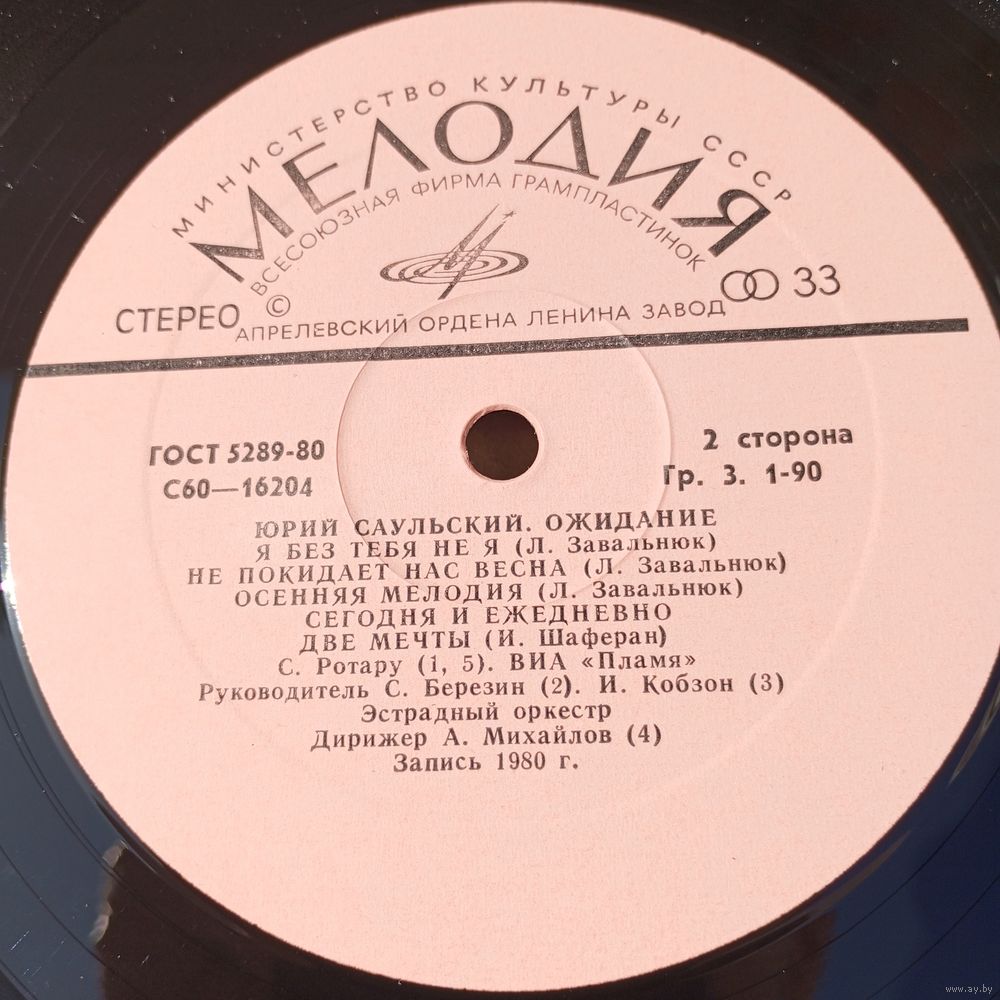 МИНИСТЕРСТВО КУЛЬТУРЫ СССР
МЕЛОДИЯ
ВСЕСОЮЗНАЯ ФИРМА ГРАМПЛАСТИНОК
СТЕРЕО ©
33
АПРЕЛЕВСКИЙ ОРДЕНА ЛЕНИНА ЗАВОД
ГОСТ 5289-80
2 сторона
С60—16204
Гр. 3. 1-90
ЮРИЙ САУЛЬСКИЙ. ОЖИДАНИЕ
Я БЕЗ ТЕБЯ НЕ Я (Л. Завальнюк)
НЕ ПОКИДАЕТ НАС ВЕСНА (Л. Завальнюк)
ОСЕННЯЯ МЕЛОДИЯ (Л. Завальнюк)
СЕГОДНЯ И ЕЖЕДНЕВНО
ДВЕ МЕЧТЫ (И. Шаферан)
С. Ротару (1, 5). ВИА «Пламя»
Руководитель С. Березин (2). И. Кобзон (3)
Эстрадный оркестр
Дирижер А. Михайлов (4)
Запись 1980 г.
www.ay.by